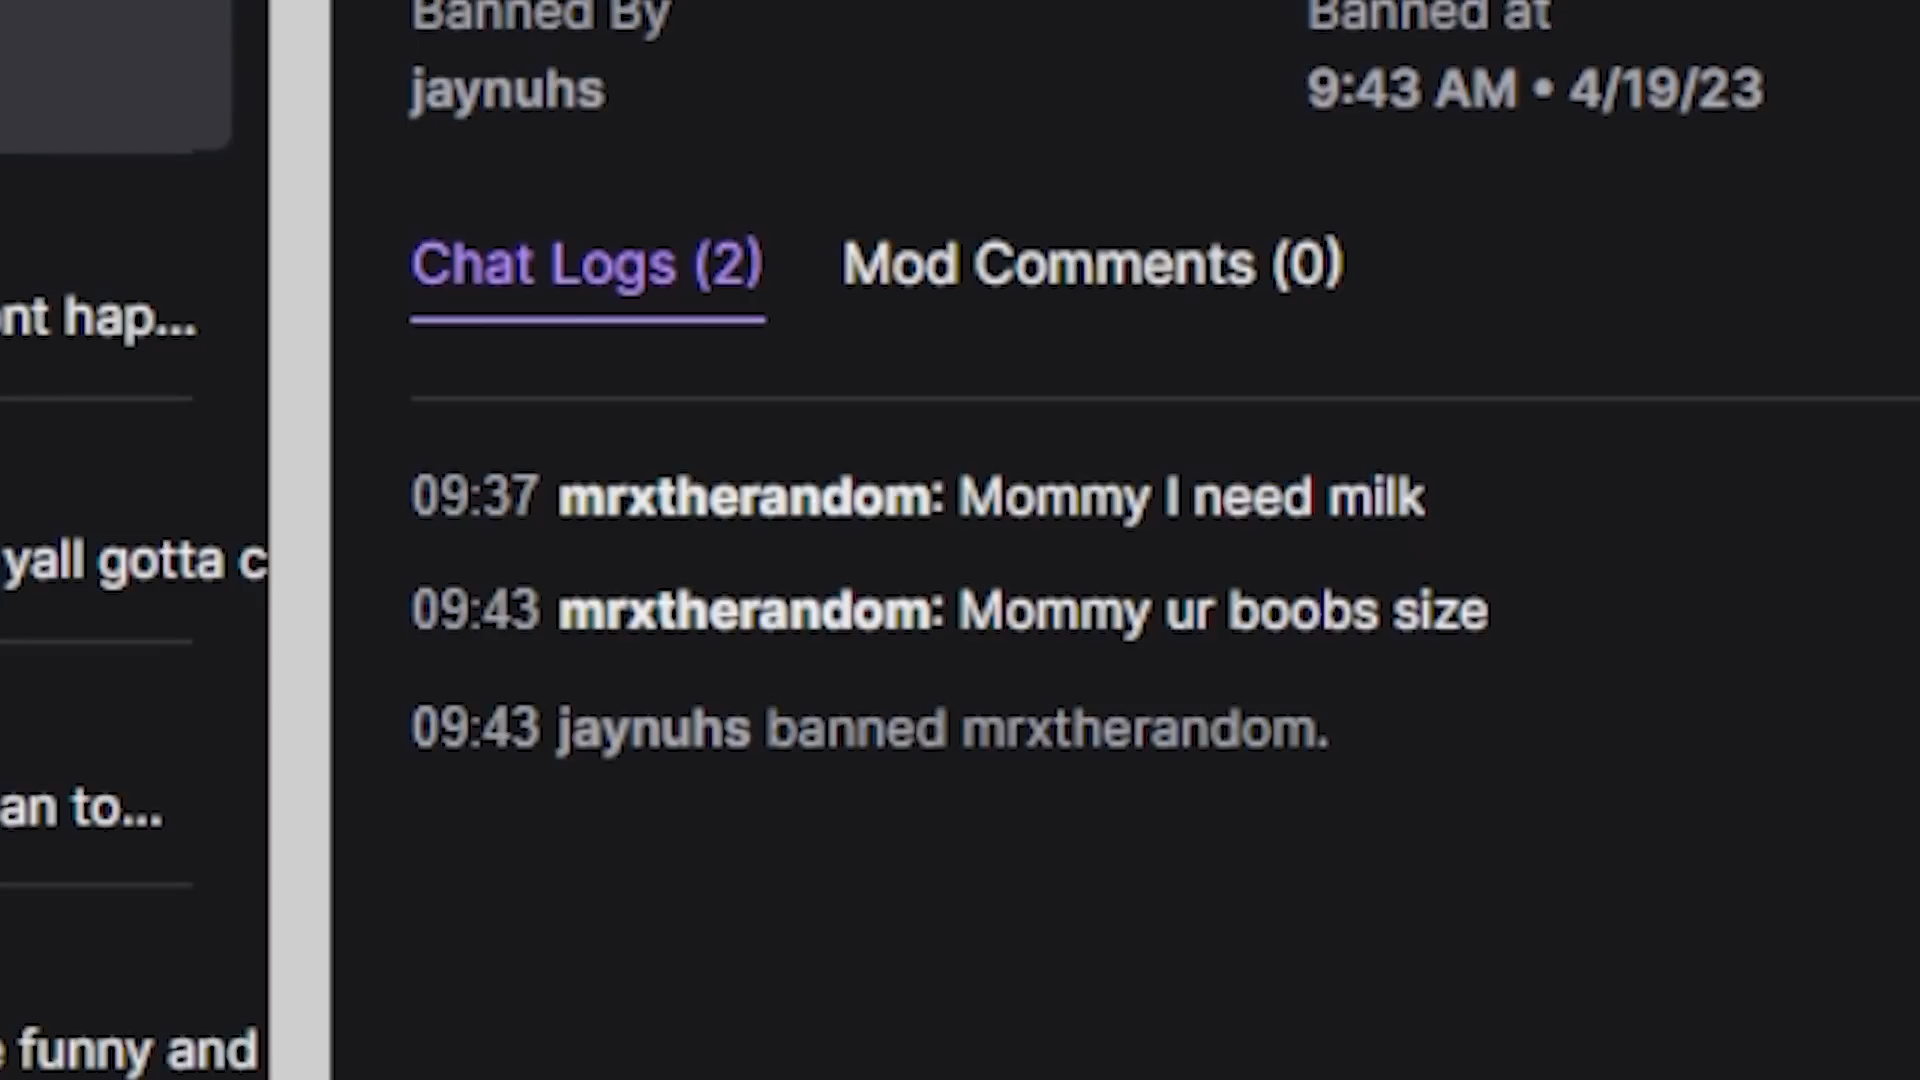 Banned By
Banned at
jaynuhs
9:43 AM • 4/19/23
Chat Logs (2)
Mod Comments (0)
nt hap...
09:37 mrxtherandom: Mommy I need milk
yall gotta c
09:43 mrxtherandom: Mommy ur boobs size
09:43 jaynuhs banned mrxtherandom.
an to...
funny and